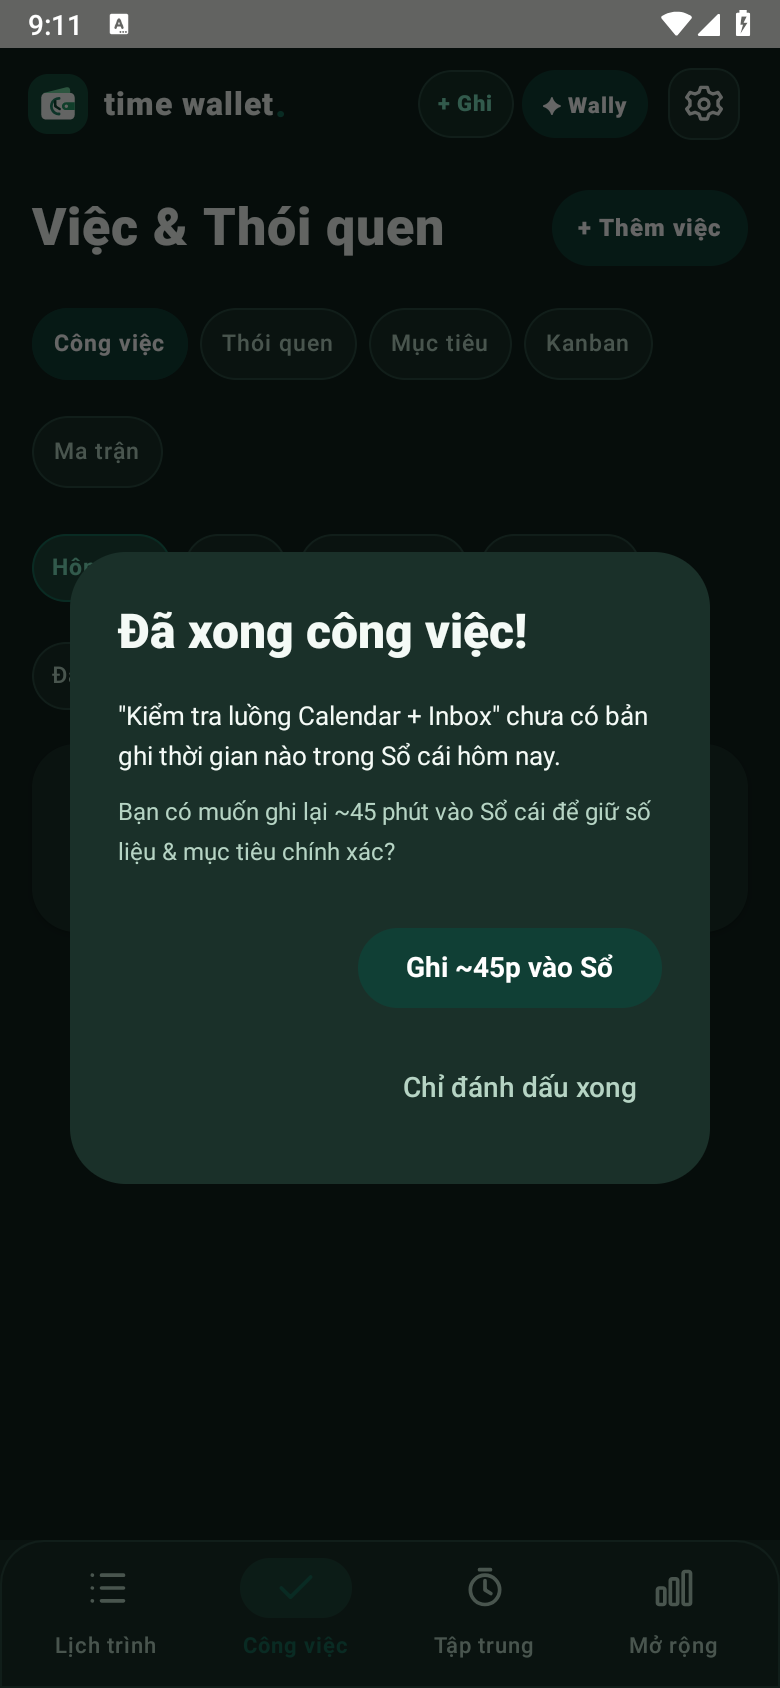 9:11
time wallet.
+ Ghi
Wally
Việc & Thói quen
+ Thêm việc
Công việc
Thói quen
Mục tiêu
Kanban
Ma trận
Đã xong công việc!
"Kiểm tra luồng Calendar + Inbox" chưa có bản
ghi thời gian nào trong Sổ cái hôm nay.
Bạn có muốn ghi lại ~45 phút vào Sổ cái để giữ số
liệu & mục tiêu chính xác?
Ghi ~45p vào Sổ
Chỉ đánh dấu xong
Lịch trình
Công việc
Tập trung
Mở rộng